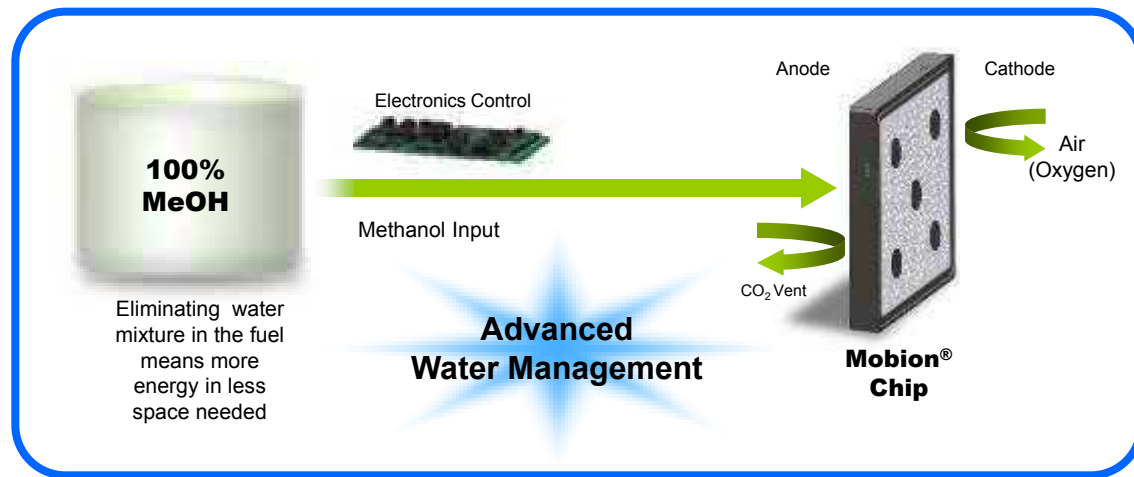 100%
MeOH
Eliminating water
mixture in the fuel
means more
energy in less
space needed
Electronics Control
Methanol Input
Advanced
Water Management
Anode
Cathode
Air
(Oxygen)
CO₂ Vent
Mobion®
Chip